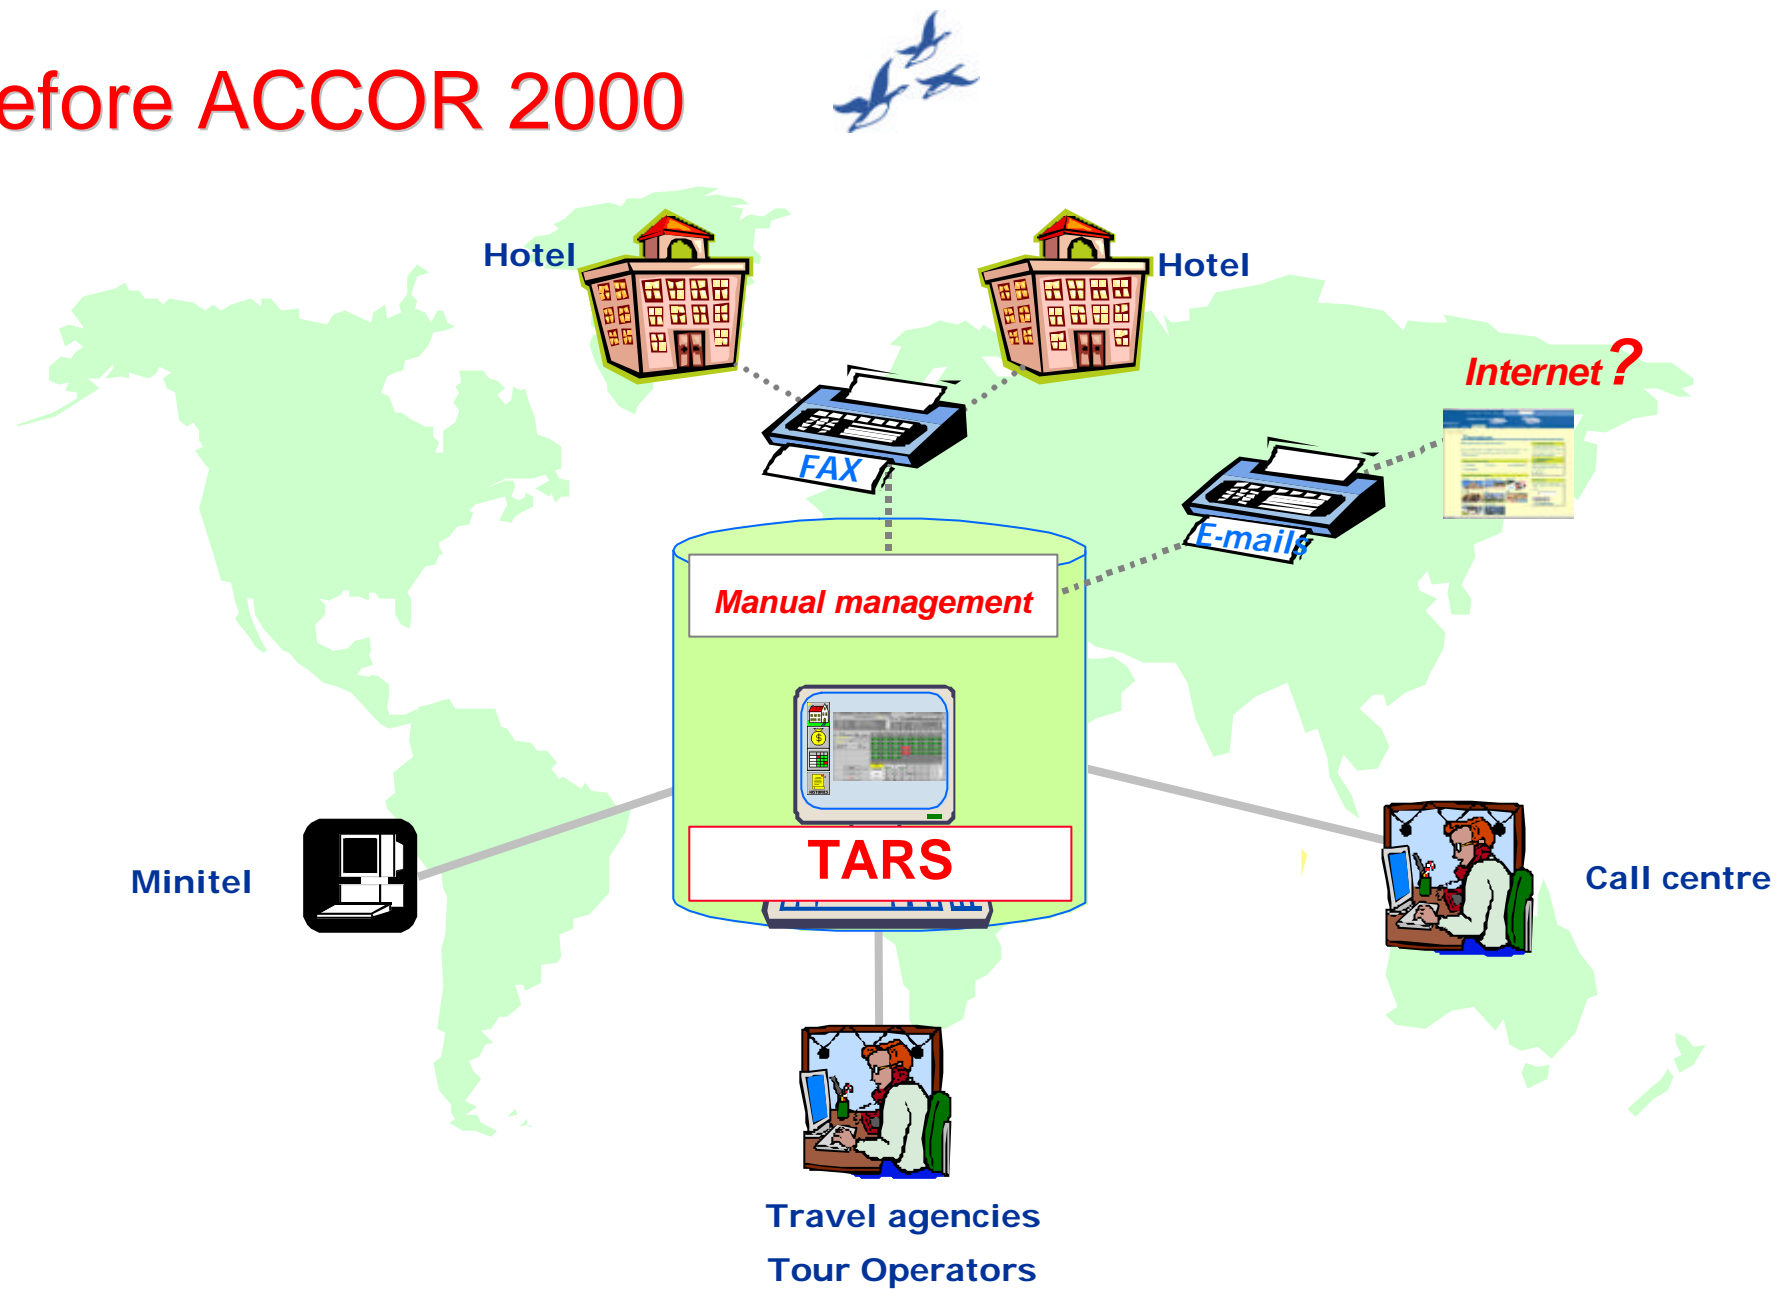 efore ACCOR 2000
Hotel
Hotel
Internet ?
FAX
E-mails
Manual management
TARS
Minitel
Call centre
Travel agencies
Tour Operators